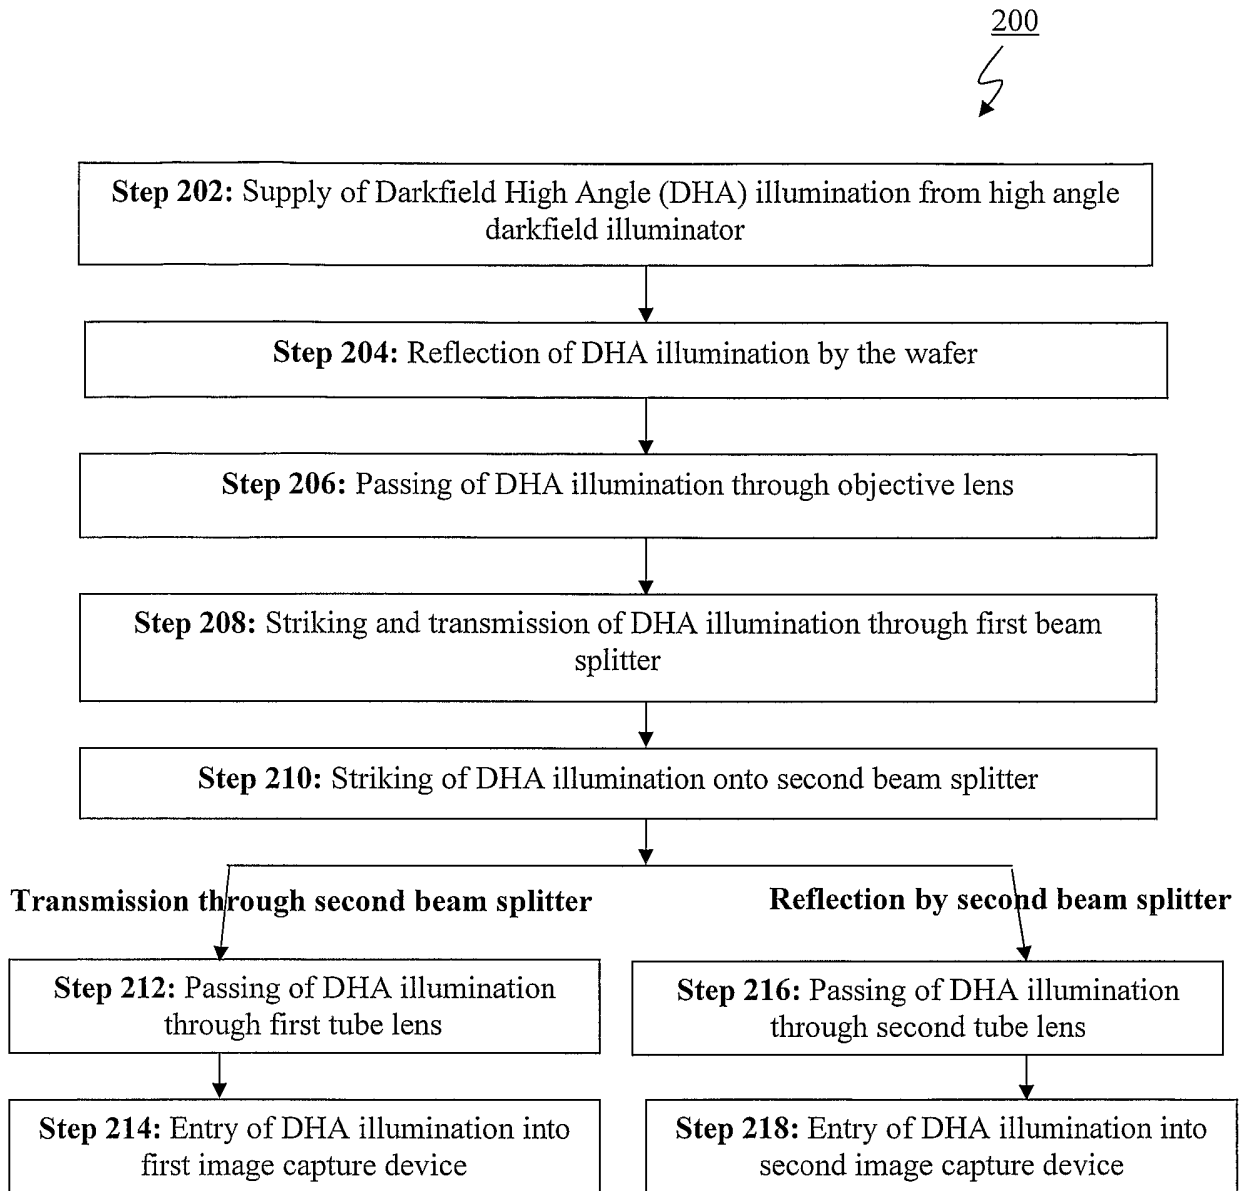 200
Step 202: Supply of Darkfield High Angle (DHA) illumination from high angle
darkfield illuminator
Step 204: Reflection of DHA illumination by the wafer
Step 206: Passing of DHA illumination through objective lens
Step 208: Striking and transmission of DHA illumination through first beam
splitter
Step 210: Striking of DHA illumination onto second beam splitter
Transmission through second beam splitter
Reflection by second beam splitter
Step 212: Passing of DHA illumination
through first tube lens
Step 216: Passing of DHA illumination
through second tube lens
Step 214: Entry of DHA illumination into
first image capture device
Step 218: Entry of DHA illumination into
second image capture device